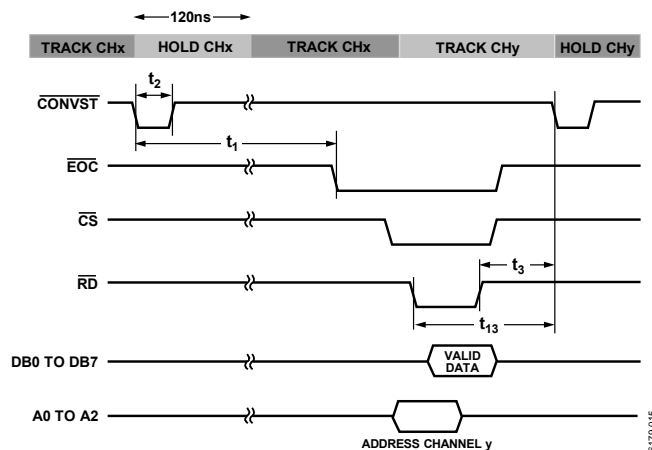 120ns
TRACK CHx HOLD CHx TRACK CHx TRACK CHy HOLD CHy
t2
CONVST
t1
EOC
CS
t3
RD
t13
DB0 TO DB7 VALID DATA
A0 TO A2
ADDRESS CHANNEL y